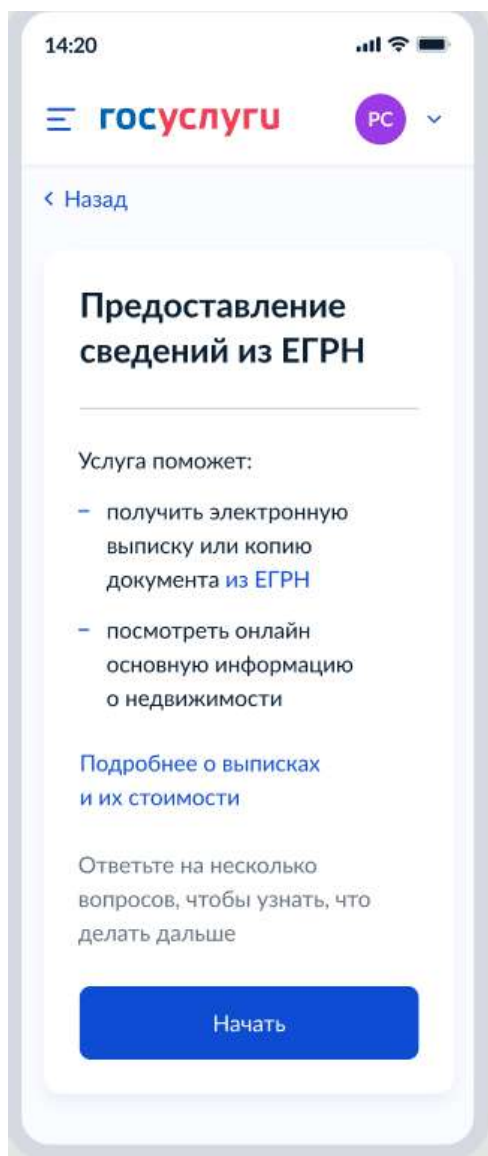 14:20
госуслуги
РС
Назад
Предоставление
сведений из ЕГРН
Услуга поможет:
– получить электронную
выписку или копию
документа из ЕГРН
– посмотреть онлайн
основную информацию
о недвижимости
Подробнее о выписках
и их стоимости
Ответьте на несколько
вопросов, чтобы узнать, что
делать дальше
Начать